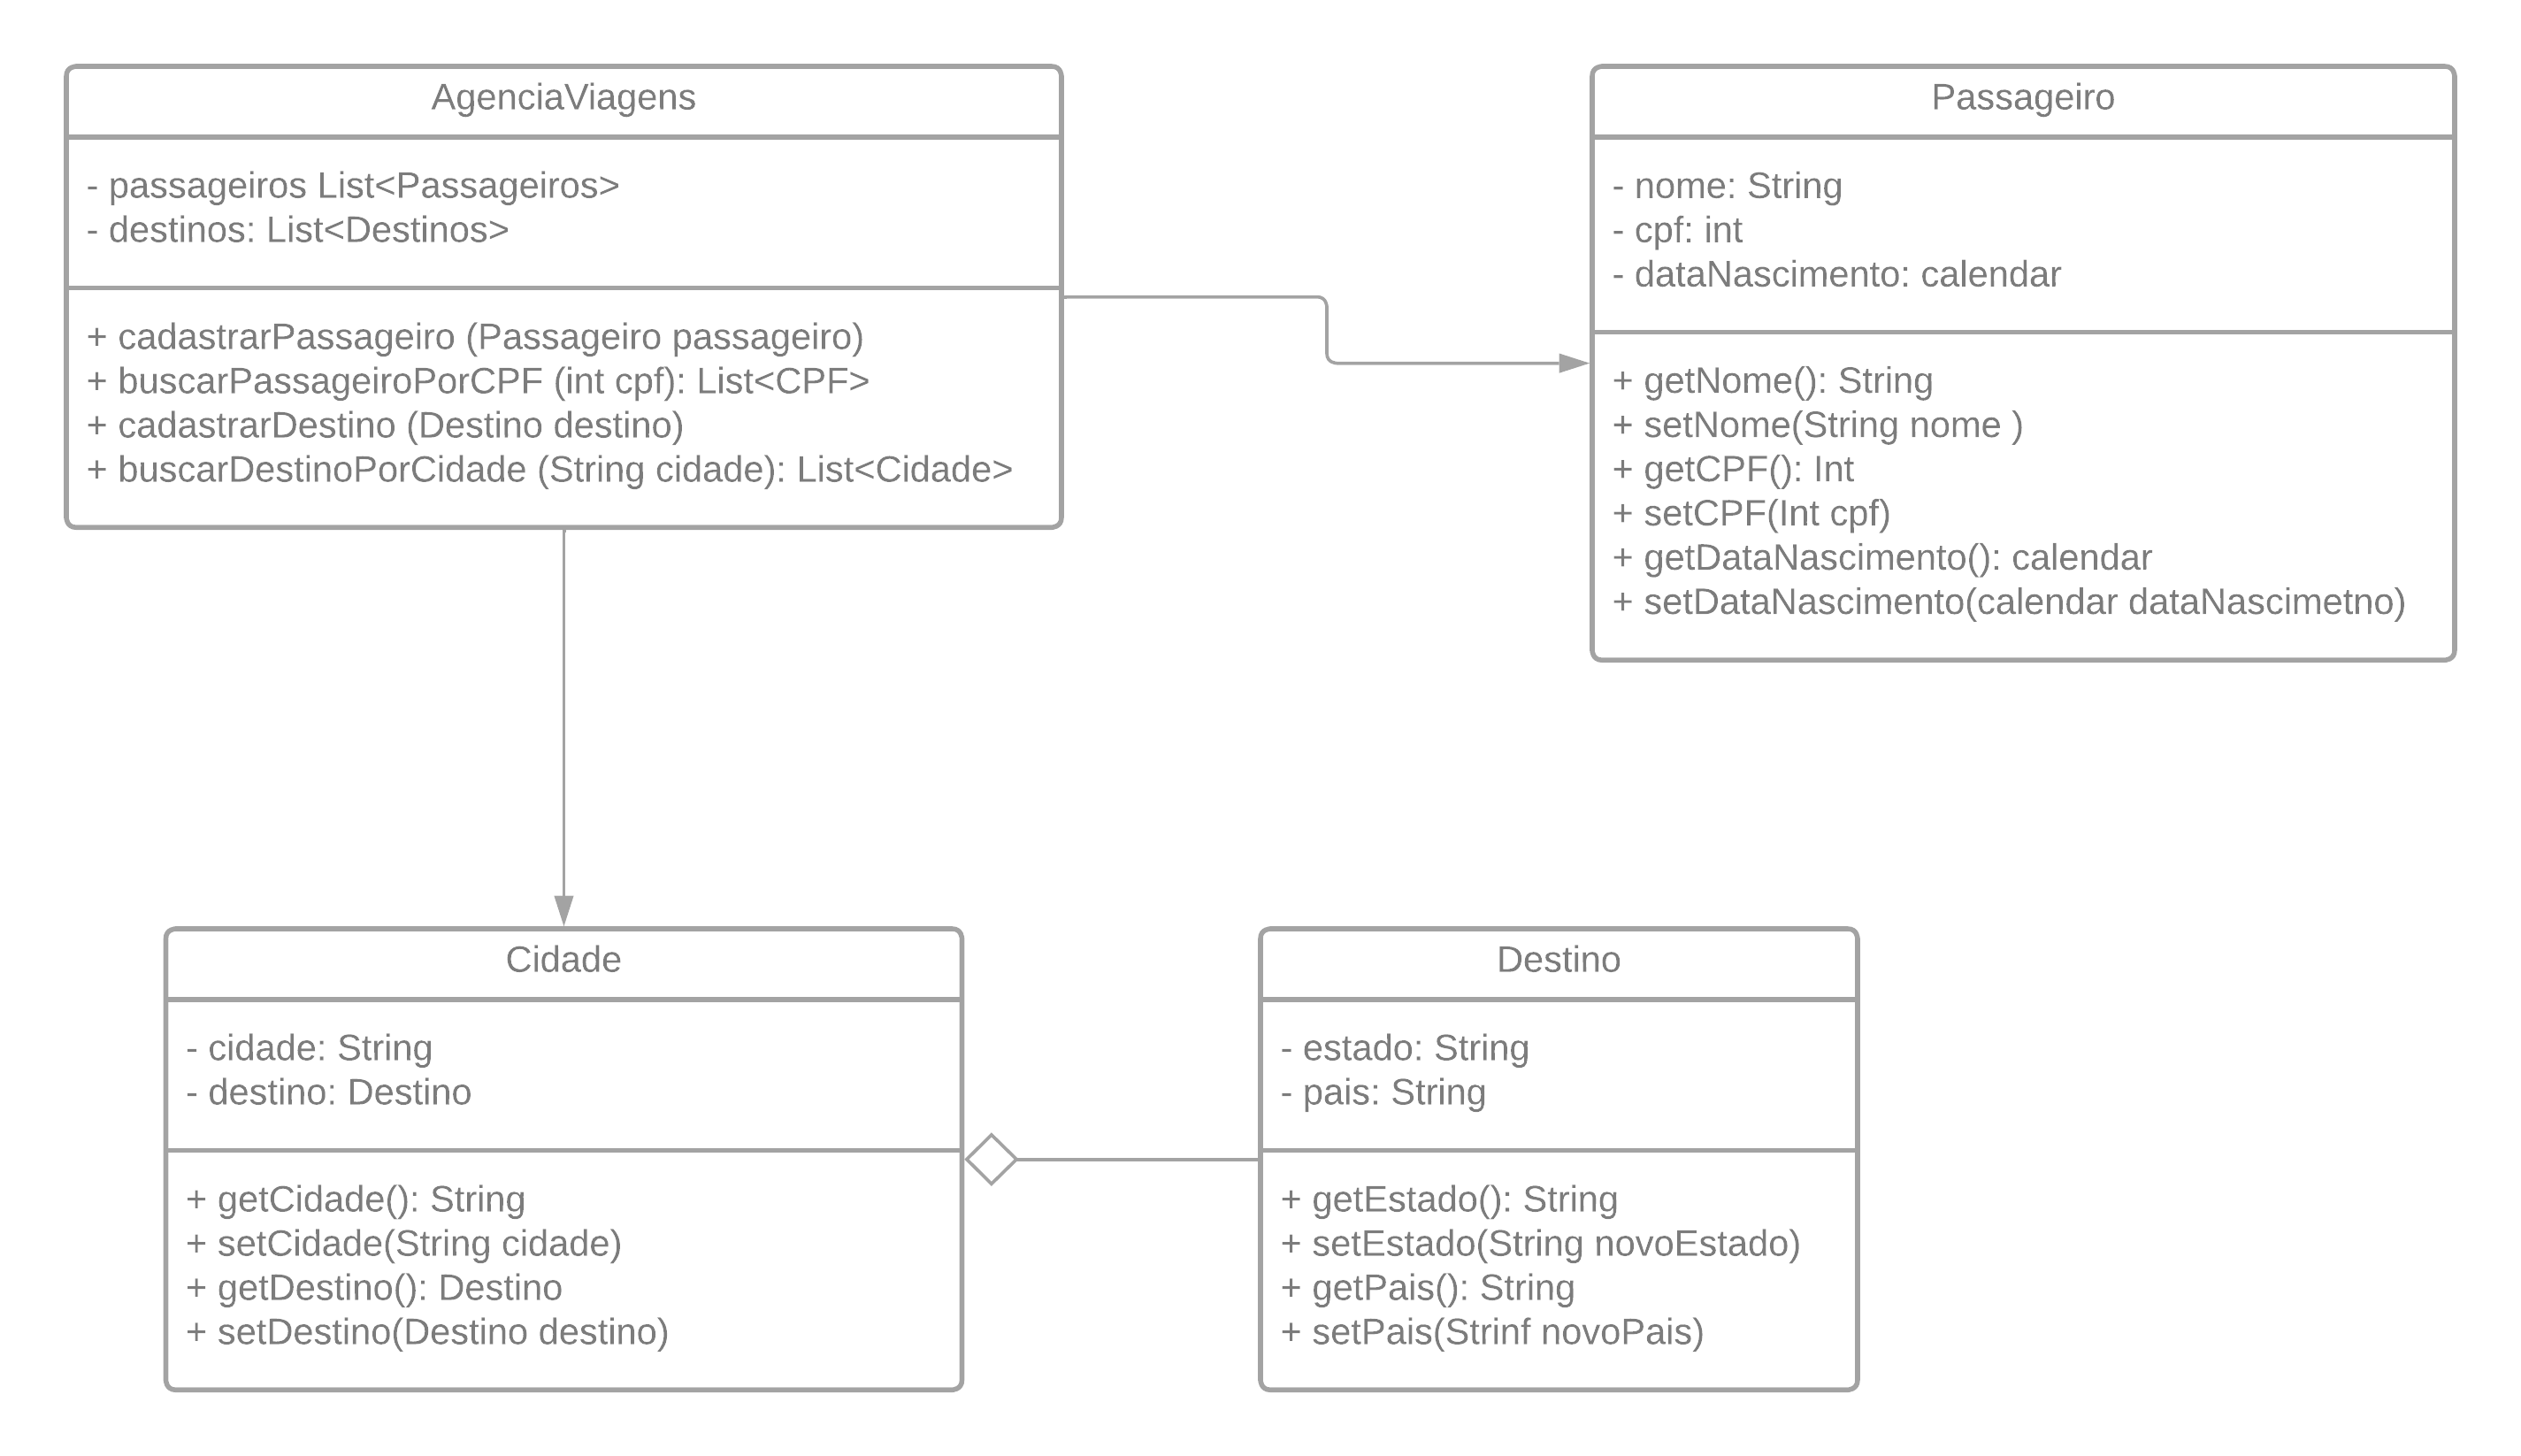 AgenciaViagens
- passageiros List<Passageiros>
- destinos: List<Destinos>
+ cadastrarPassageiro (Passageiro passageiro)
+ buscarPassageiroPorCPF (int cpf): List<CPF>
+ cadastrarDestino (Destino destino)
+ buscarDestinoPorCidade (String cidade): List<Cidade>
Passageiro
- nome: String
- cpf: int
- dataNascimento: calendar
+ getNome(): String
+ setNome(String nome )
+ getCPF(): Int
+ setCPF(Int cpf)
+ getDataNascimento(): calendar
+ setDataNascimento(calendar dataNascimetno)
Cidade
- cidade: String
- destino: Destino
+ getCidade(): String
+ setCidade(String cidade)
+ getDestino(): Destino
+ setDestino(Destino destino)
Destino
- estado: String
- pais: String
+ getEstado(): String
+ setEstado(String novoEstado)
+ getPais(): String
+ setPais(Strinf novoPais)